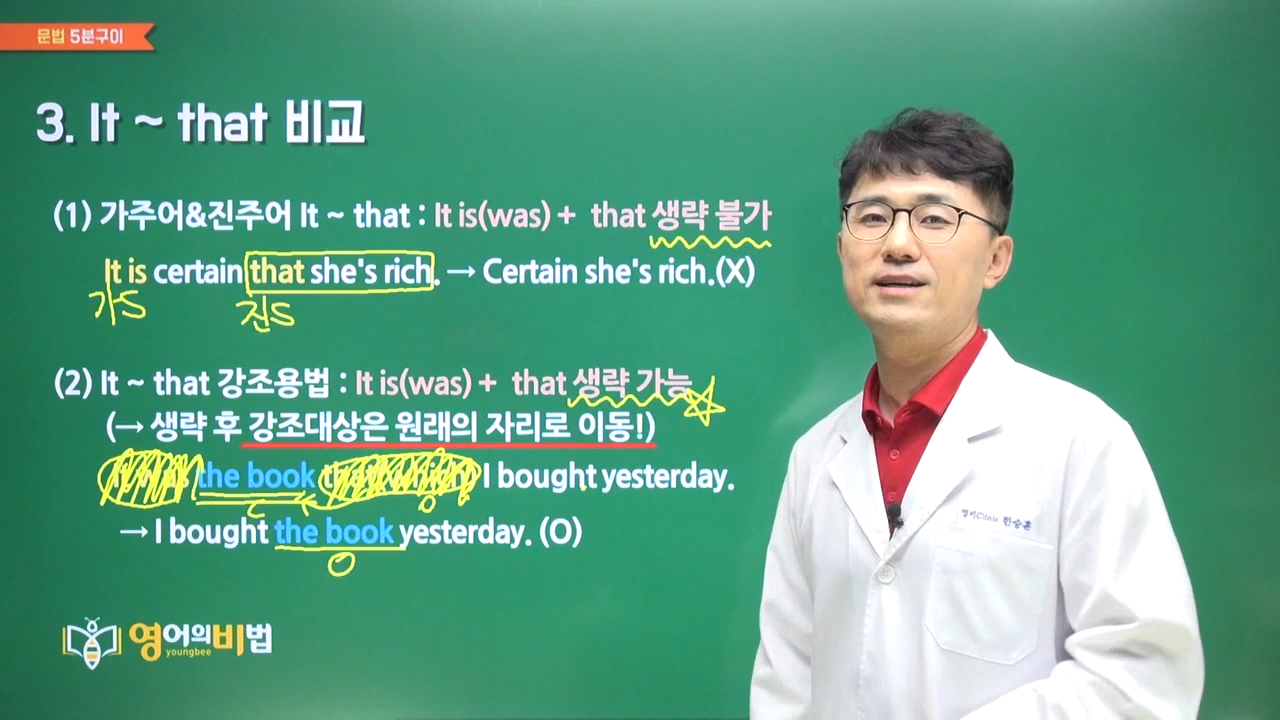 문법 5분구이
3. It ~ that 비교
(1) 가주어&진주어 It ~ that : It is(was) + that 생략 불가
It is certain that she's rich. → Certain she's rich.(X)
가S 진S
(2) It ~ that 강조용법 : It is(was) + that 생략 가능
(→ 생략 후 강조대상은 원래의 자리로 이동!)
the book I bought yesterday.
C O
→ I bought the book yesterday. (O)
O
영어의비법
youngbee
한승훈